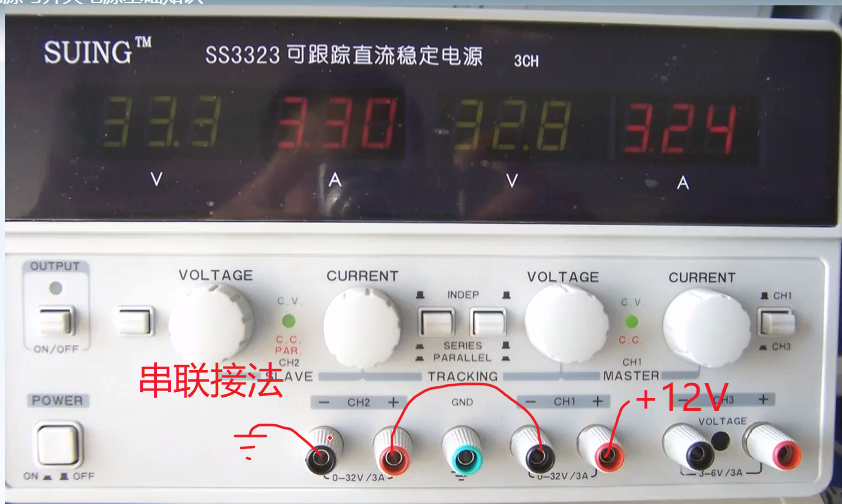 SUING™
SS3323 可跟踪直流稳定电源 3CH
33.3 3.30 32.8 3.24
V A V A
OUTPUT
ON/OFF
VOLTAGE CURRENT VOLTAGE CURRENT
C.V. INDEP C.V. CH1
C.C. SERIES C.C. CH3
PAR. PARALLEL
CH2 CH1
SLAVE TRACKING MASTER
串联接法
+12V
POWER
ON OFF
− CH2 + GND − CH1 + − CH3 +
VOLTAGE
0−32V/3A 0−32V/3A 3−6V/3A